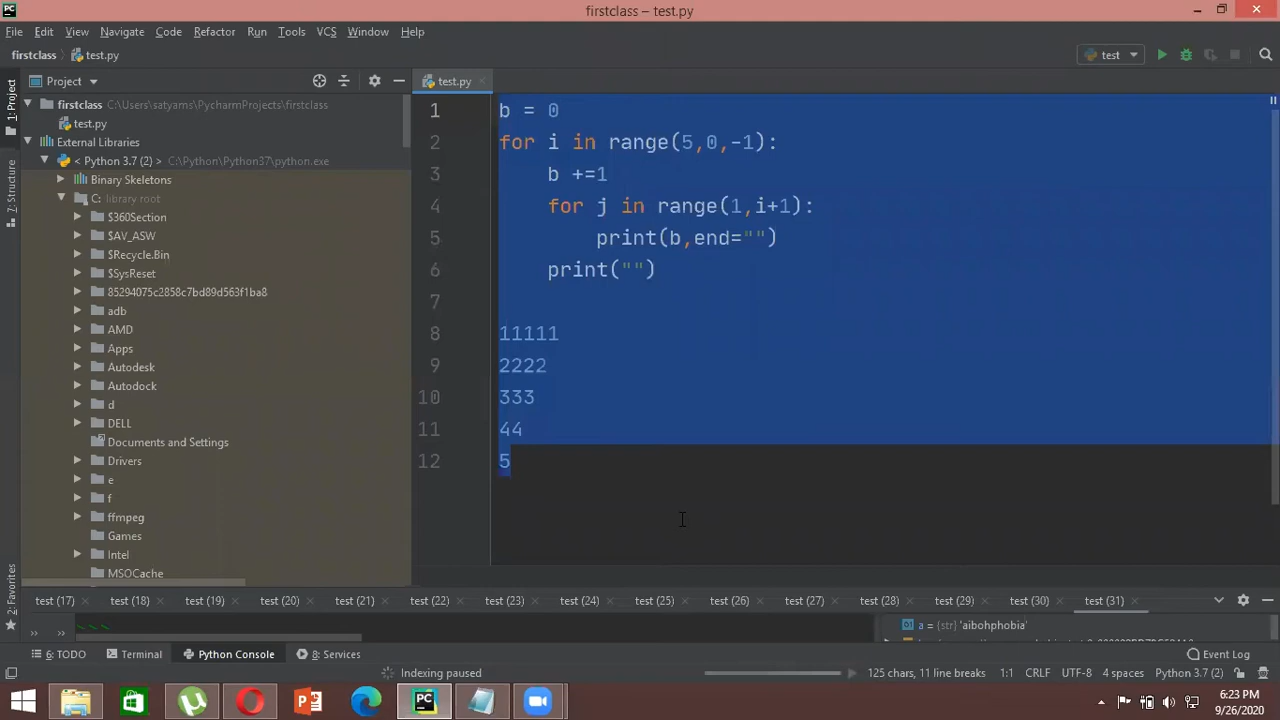 firstclass – test.py
File Edit View Navigate Code Refactor Run Tools VCS Window Help
firstclass test.py
test
Project
test.py
1: Project
firstclass C:\Users\satyams\PycharmProjects\firstclass
test.py
External Libraries
< Python 3.7 (2) > C:\Python\Python37\python.exe
Binary Skeletons
C: library root
$360Section
$AV_ASW
$Recycle.Bin
$SysReset
85294075c2858c7bd89d563f1ba8
adb
AMD
Apps
Autodesk
Autodock
d
DELL
Documents and Settings
Drivers
e
f
ffmpeg
Games
Intel
MSOCache
7: Structure
2: Favorites
1 b = 0
2 for i in range(5,0,-1):
3 b +=1
4 for j in range(1,i+1):
5 print(b,end="")
6 print("")
7
8 11111
9 2222
10 333
11 44
12 5
test (17) test (18) test (19) test (20) test (21) test (22) test (23) test (24) test (25) test (26) test (27) test (28) test (29) test (30) test (31)
a = {str} 'aibohphobia'
6: TODO Terminal Python Console 8: Services Event Log
Indexing paused 125 chars, 11 line breaks 1:1 CRLF UTF-8 4 spaces Python 3.7 (2)
6:23 PM
9/26/2020